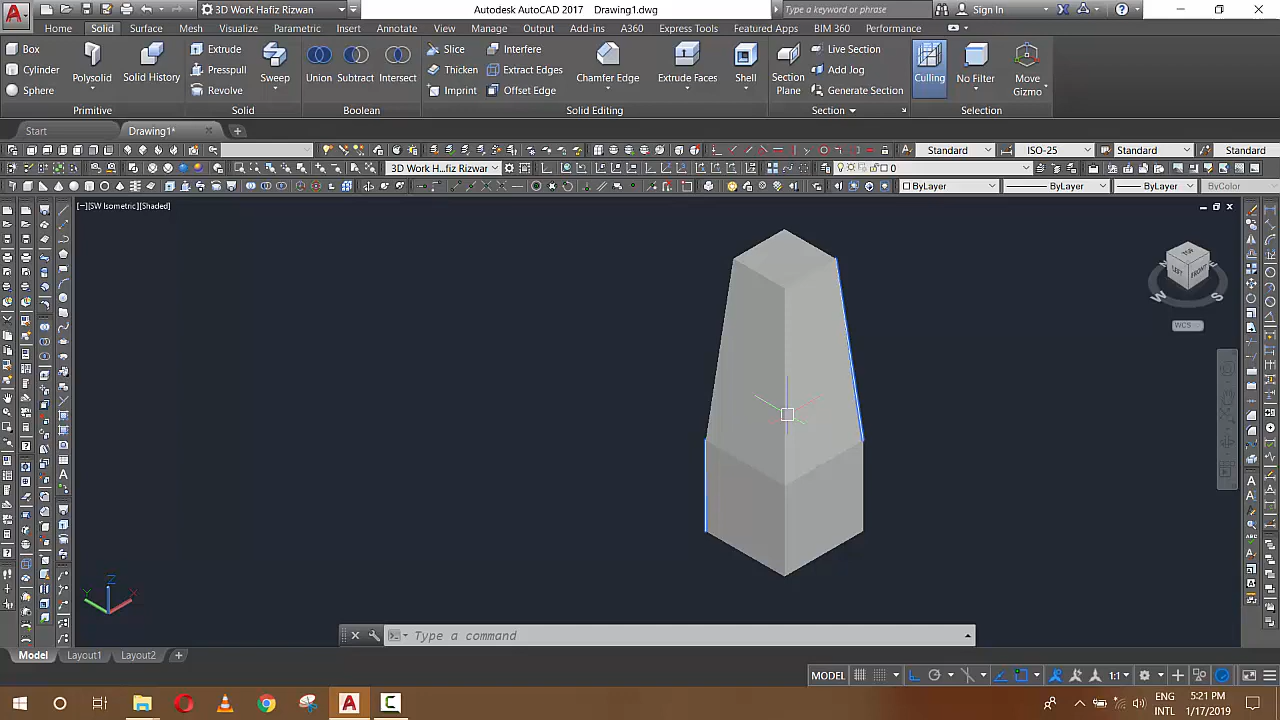 3D Work Hafiz Rizwan
Autodesk AutoCAD 2017 Drawing1.dwg
Type a keyword or phrase
Sign In
Home Solid Surface Mesh Visualize Parametric Insert Annotate View Manage Output Add-ins A360 Express Tools Featured Apps BIM 360 Performance
Box
Cylinder
Sphere
Polysolid
Solid History
Primitive
Extrude
Presspull
Revolve
Sweep
Solid
Union
Subtract
Intersect
Boolean
Slice
Thicken
Imprint
Interfere
Extract Edges
Offset Edge
Chamfer Edge
Extrude Faces
Shell
Solid Editing
Section Plane
Live Section
Add Jog
Generate Section
Section
Culling
No Filter
Move Gizmo
Selection
Start
Drawing1*
Standard
ISO-25
Standard
Standard
3D Work H..fiz Rizwar
0
ByLayer
ByLayer
ByLayer
ByColor
[−][SW Isometric][Shaded]
TOP
LEFT
FRONT
W
S
WCS
Z
Y
X
Type a command
Model
Layout1
Layout2
MODEL
1:1
ENG
INTL
5:21 PM
1/17/2019